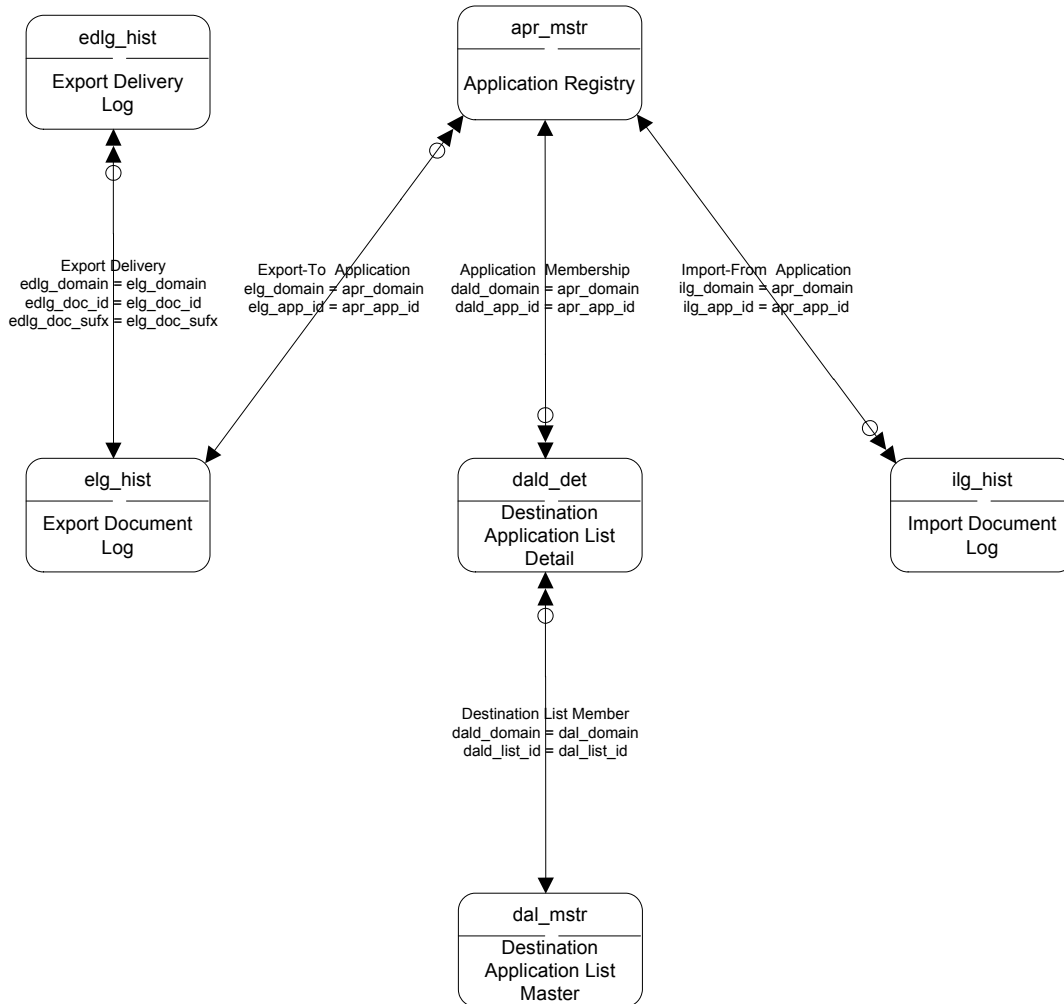 edlg_hist
Export Delivery
Log
apr_mstr
Application Registry
Export Delivery
edlg_domain = elg_domain
edlg_doc_id = elg_doc_id
edlg_doc_sufx = elg_doc_sufx
Export-To Application
elg_domain = apr_domain
elg_app_id = apr_app_id
Application Membership
dald_domain = apr_domain
dald_app_id = apr_app_id
Import-From Application
ilg_domain = apr_domain
ilg_app_id = apr_app_id
elg_hist
Export Document
Log
dald_det
Destination
Application List
Detail
ilg_hist
Import Document
Log
Destination List Member
dald_domain = dal_domain
dald_list_id = dal_list_id
dal_mstr
Destination
Application List
Master